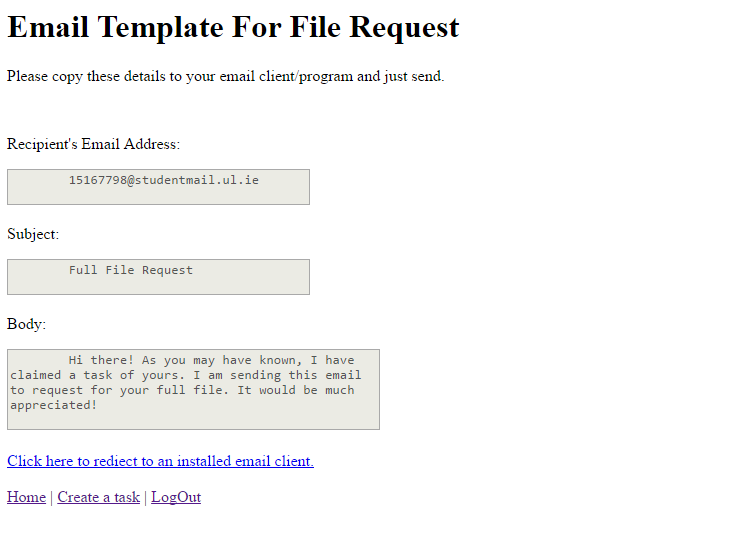 Email Template For File Request
Please copy these details to your email client/program and just send.
Recipient's Email Address:
15167798@studentmail.ul.ie
Subject:
Full File Request
Body:
Hi there! As you may have known, I have
claimed a task of yours. I am sending this email
to request for your full file. It would be much
appreciated!
Click here to rediect to an installed email client.
Home | Create a task | LogOut